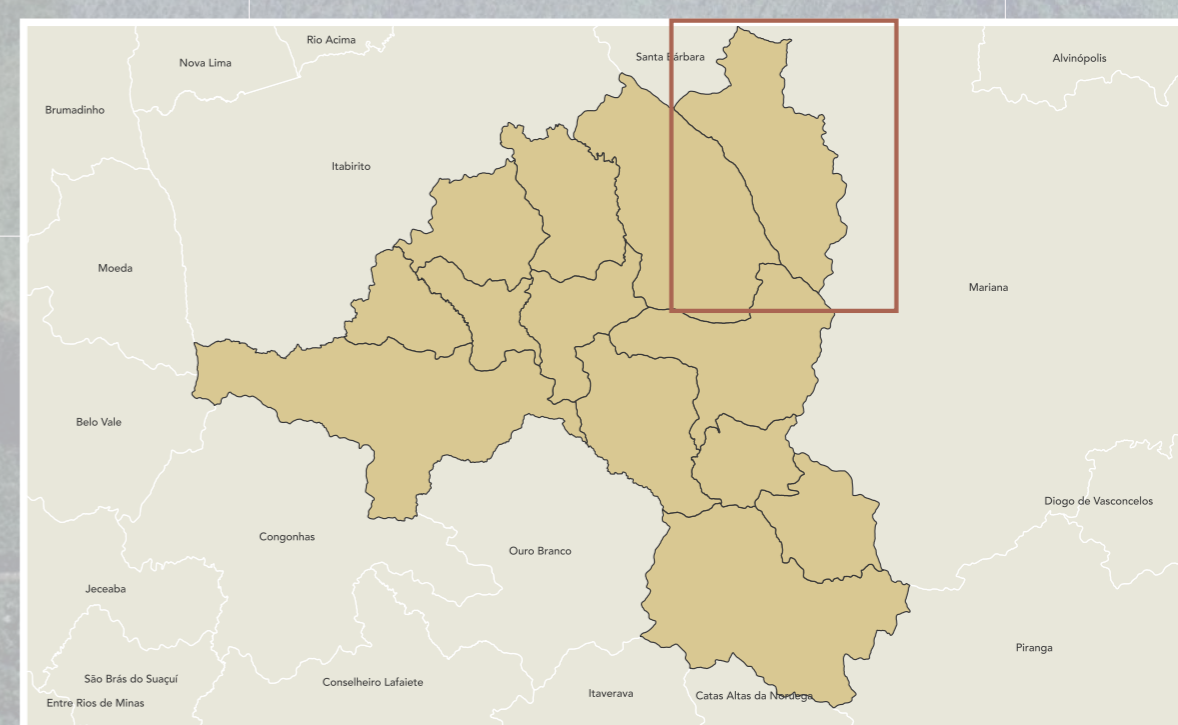 Rio Acima
Santa Bárbara
Alvinópolis
Nova Lima
Brumadinho
Itabirito
Moeda
Mariana
Belo Vale
Diogo de Vasconcelos
Congonhas
Ouro Branco
Jeceaba
Piranga
São Brás do Suaçuí
Conselheiro Lafaiete
Itaverava
Catas Altas da Noruega
Entre Rios de Minas